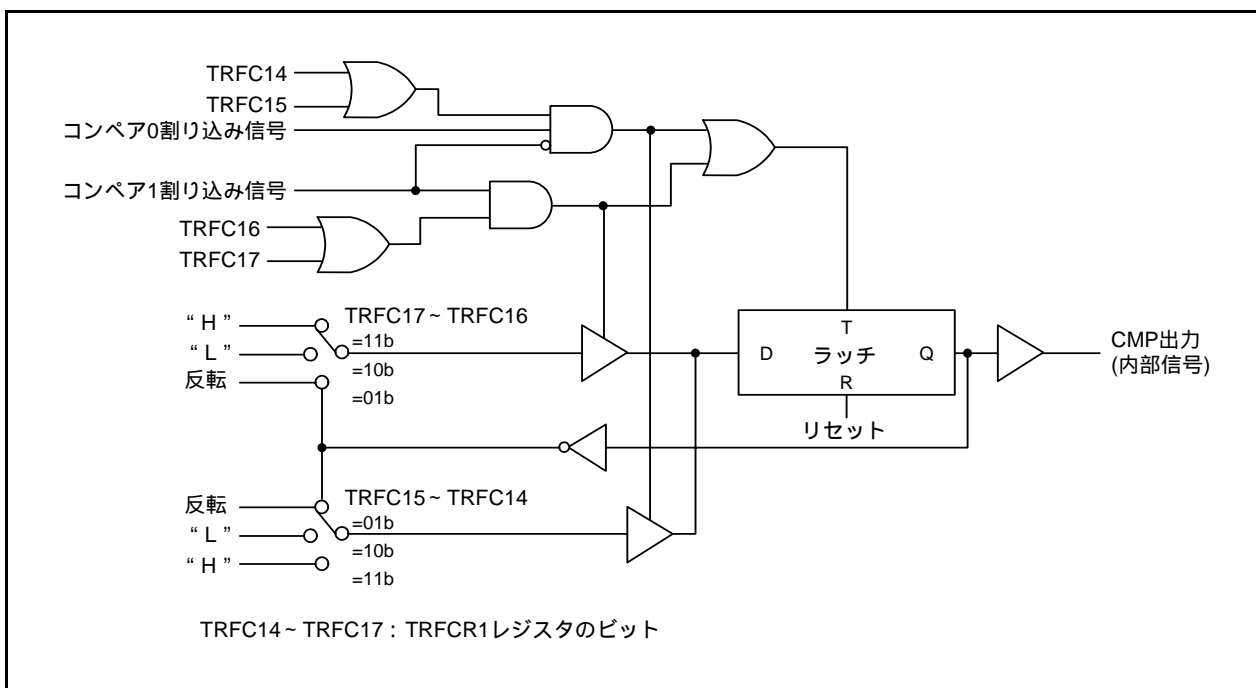 TRFC14
TRFC15
コンペア0割り込み信号
コンペア1割り込み信号
TRFC16
TRFC17
“ H ”
“ L ”
反転
TRFC17~ TRFC16
=11b
=10b
=01b
T
D ラッチ Q
R
リセット
CMP出力
(内部信号)
反転
“ L ”
“ H ”
TRFC15~ TRFC14
=01b
=10b
=11b
TRFC14~ TRFC17：TRFCR1レジスタのビット